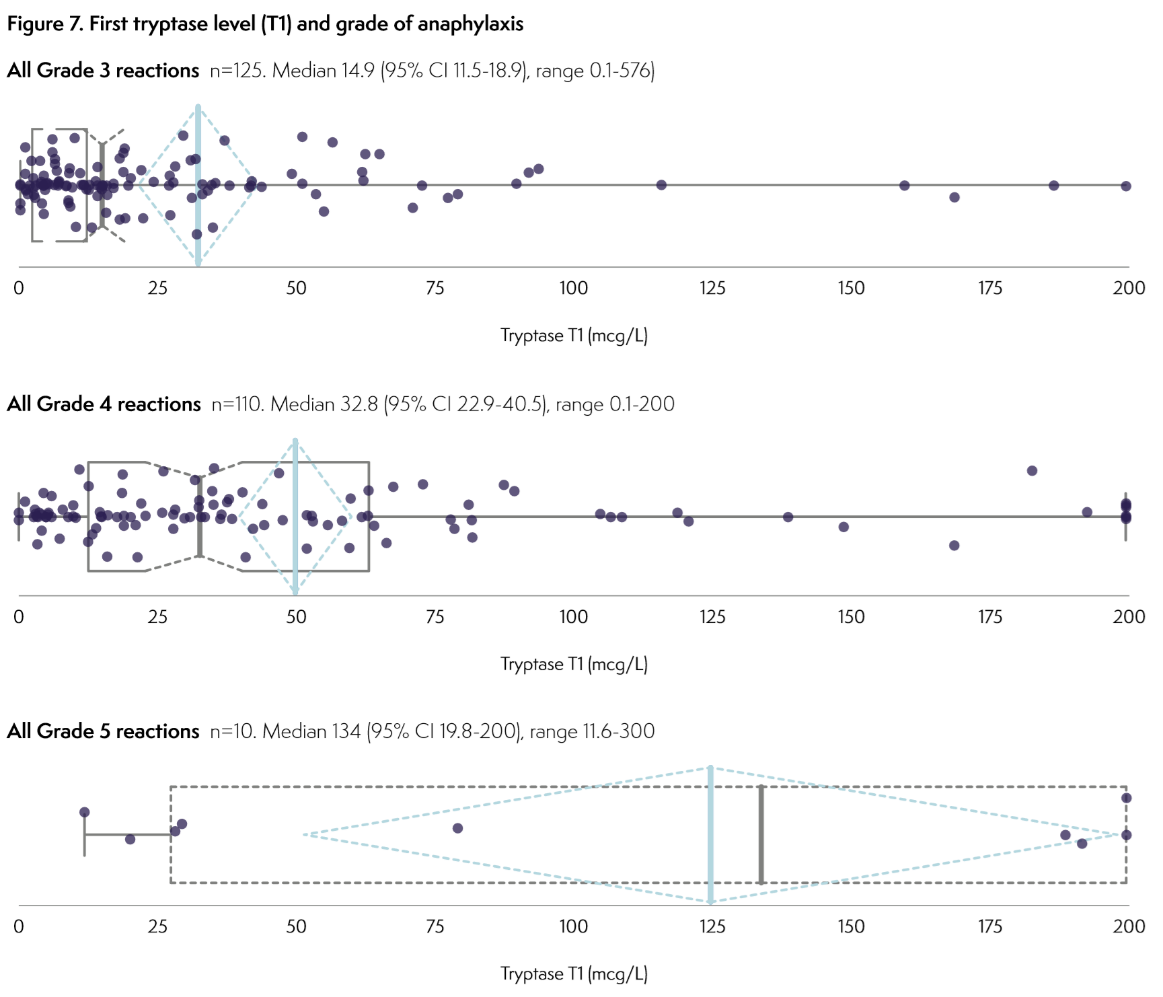 Figure 7. First tryptase level (T1) and grade of anaphylaxis
All Grade 3 reactions n=125. Median 14.9 (95% CI 11.5-18.9), range 0.1-576)
0 25 50 75 100 125 150 175 200
Tryptase T1 (mcg/L)
All Grade 4 reactions n=110. Median 32.8 (95% CI 22.9-40.5), range 0.1-200
0 25 50 75 100 125 150 175 200
Tryptase T1 (mcg/L)
All Grade 5 reactions n=10. Median 134 (95% CI 19.8-200), range 11.6-300
0 25 50 75 100 125 150 175 200
Tryptase T1 (mcg/L)